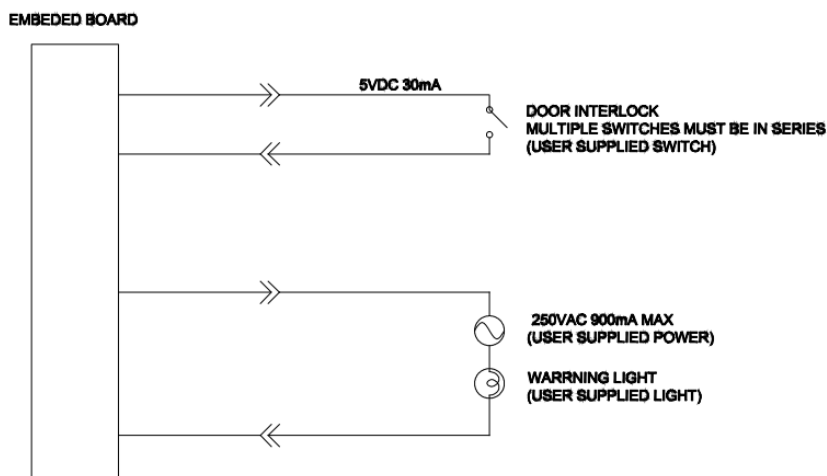 EMBEDED BOARD
5VDC 30mA
DOOR INTERLOCK
MULTIPLE SWITCHES MUST BE IN SERIES
(USER SUPPLIED SWITCH)
250VAC 900mA MAX
(USER SUPPLIED POWER)
WARRNING LIGHT
(USER SUPPLIED LIGHT)